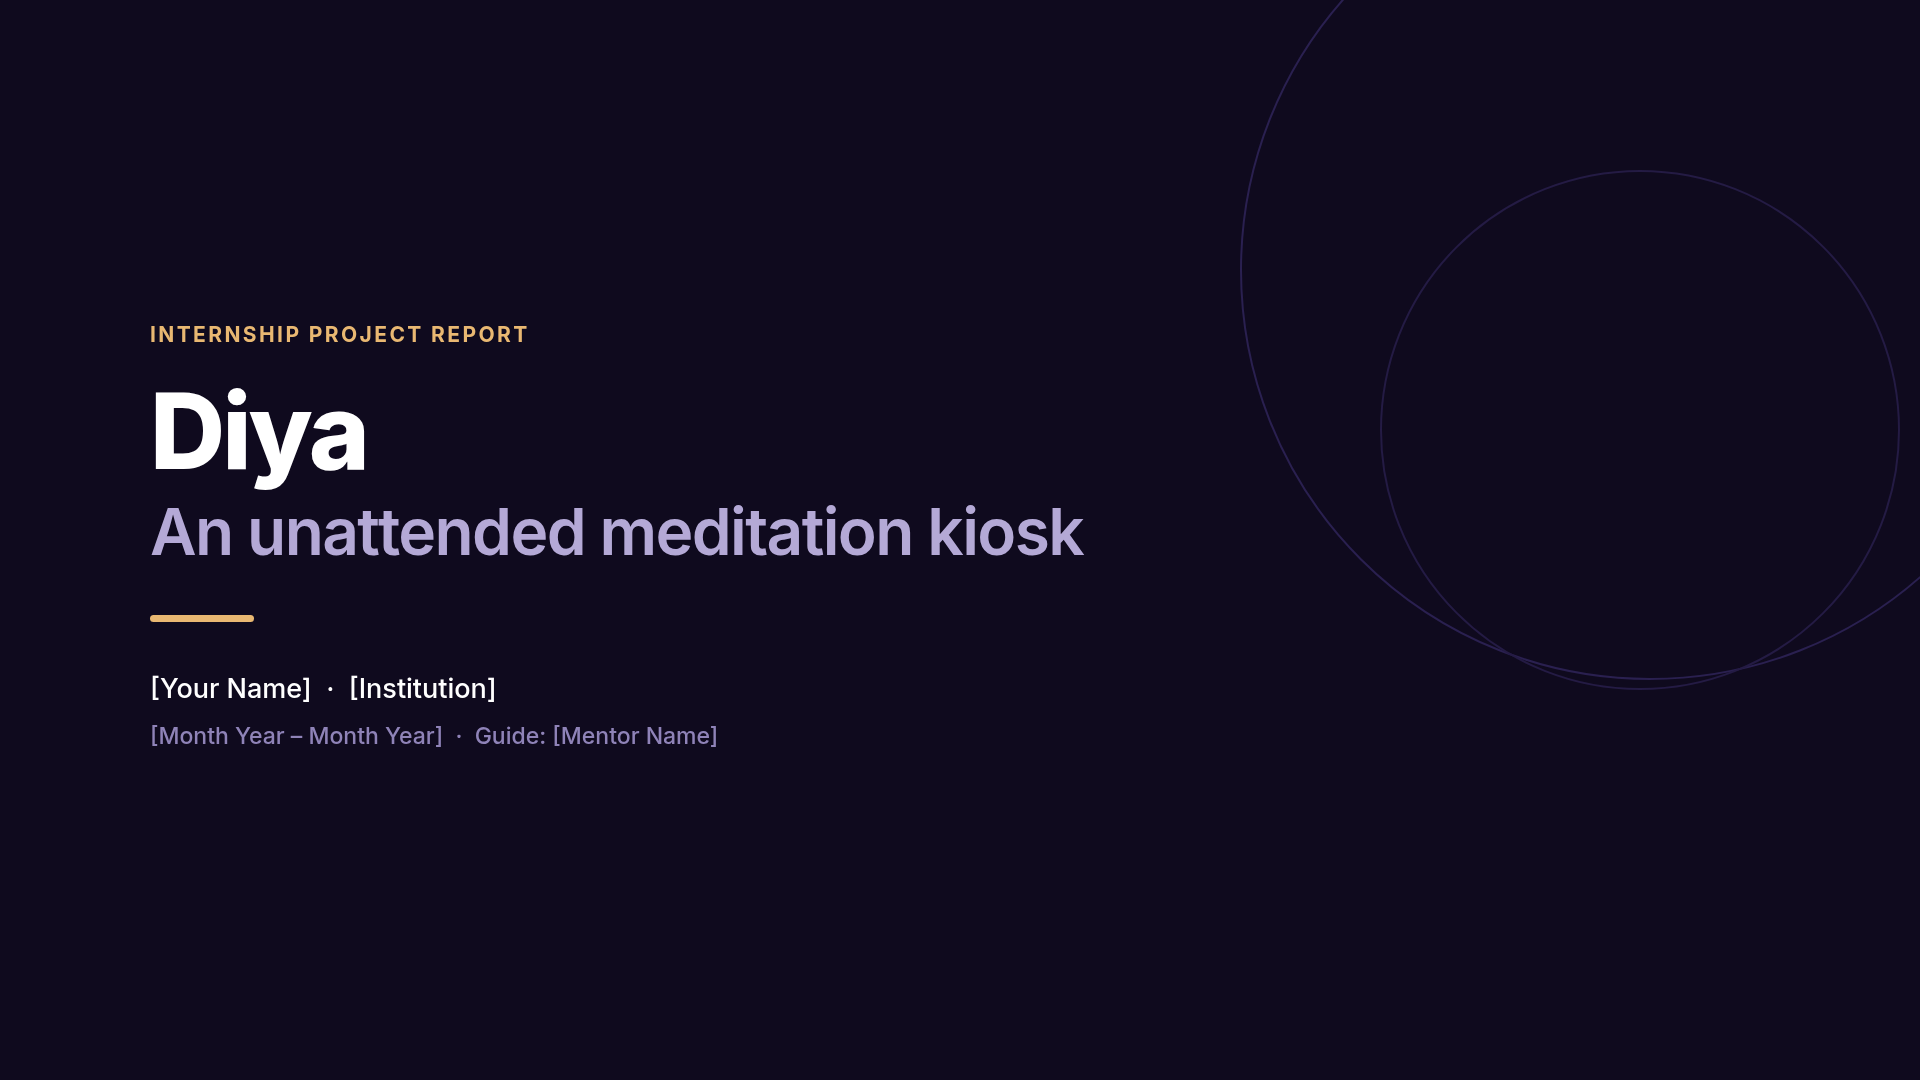 INTERNSHIP PROJECT REPORT
Diya
An unattended meditation kiosk
[Your Name] · [Institution]
[Month Year – Month Year] · Guide: [Mentor Name]